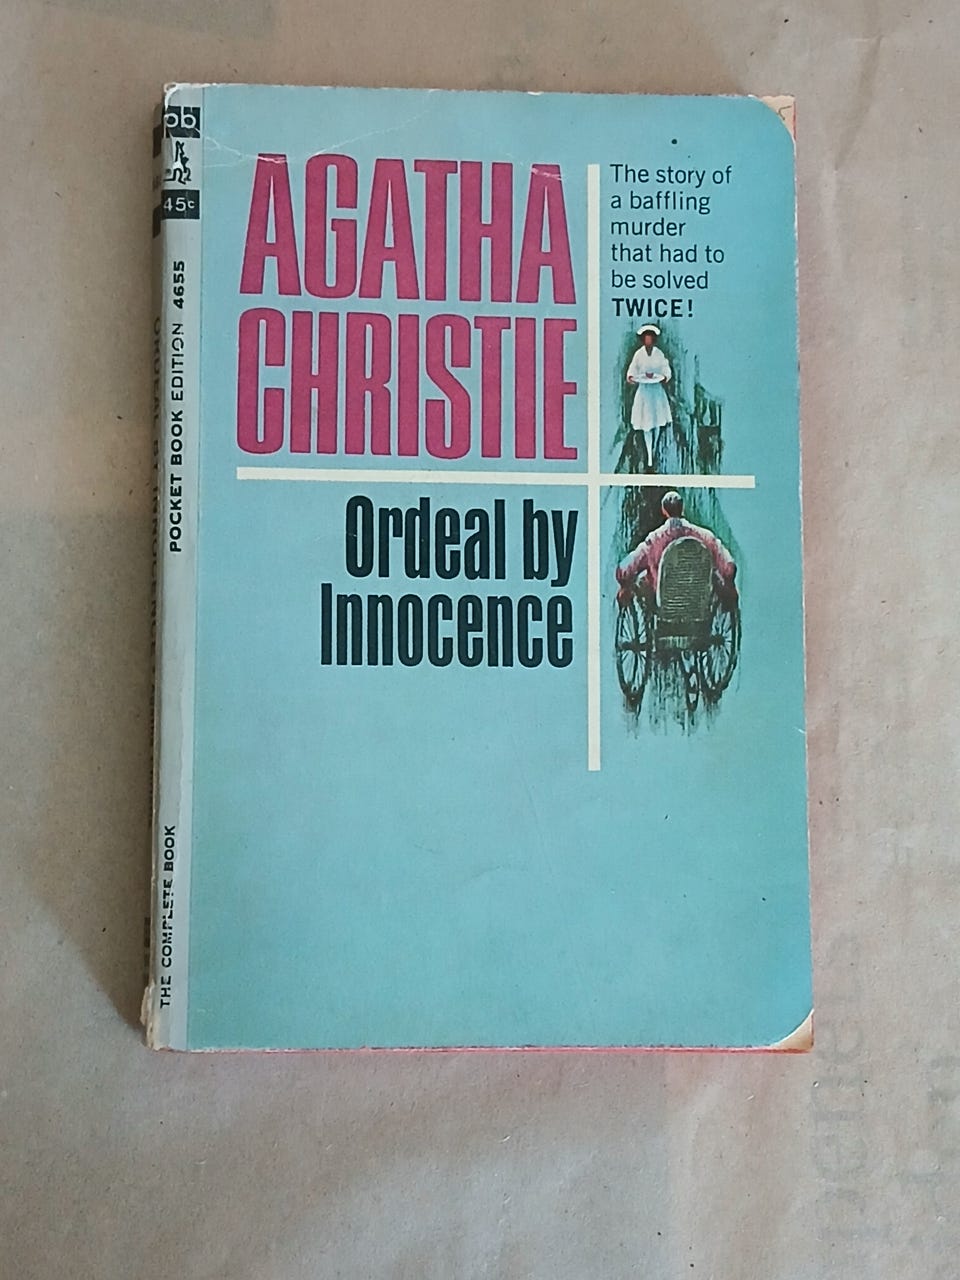 pb
45c
POCKET BOOK EDITION 4655
THE COMPLETE BOOK
AGATHA
CHRISTIE
The story of
a baffling
murder
that had to
be solved
TWICE!
Ordeal by
Innocence